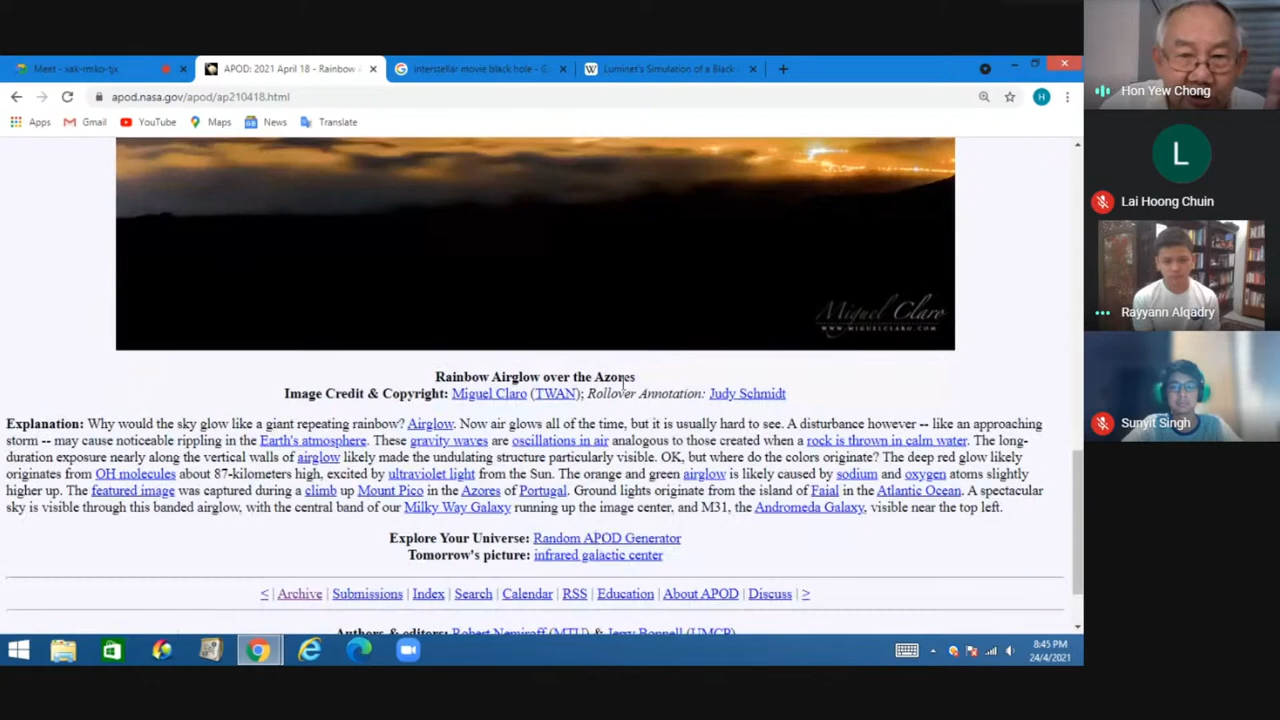 Meet - xak-rmko-tjx
APOD: 2021 April 18 - Rainbow A
interstellar movie black hole - G
Luminet's Simulation of a Black
apod.nasa.gov/apod/ap210418.html
H
Apps Gmail YouTube Maps News Translate
Miguel Claro
WWW.MIGUELCLARO.COM
Rainbow Airglow over the Azores
Image Credit & Copyright: Miguel Claro (TWAN); Rollover Annotation: Judy Schmidt
Explanation: Why would the sky glow like a giant repeating rainbow? Airglow. Now air glows all of the time, but it is usually hard to see. A disturbance however -- like an approaching
storm -- may cause noticeable rippling in the Earth's atmosphere. These gravity waves are oscillations in air analogous to those created when a rock is thrown in calm water. The long-
duration exposure nearly along the vertical walls of airglow likely made the undulating structure particularly visible. OK, but where do the colors originate? The deep red glow likely
originates from OH molecules about 87-kilometers high, excited by ultraviolet light from the Sun. The orange and green airglow is likely caused by sodium and oxygen atoms slightly
higher up. The featured image was captured during a climb up Mount Pico in the Azores of Portugal. Ground lights originate from the island of Faial in the Atlantic Ocean. A spectacular
sky is visible through this banded airglow, with the central band of our Milky Way Galaxy running up the image center, and M31, the Andromeda Galaxy, visible near the top left.
Explore Your Universe: Random APOD Generator
Tomorrow's picture: infrared galactic center
< | Archive | Submissions | Index | Search | Calendar | RSS | Education | About APOD | Discuss | >
Authors & editors: Robert Nemiroff (MTU) & Jerry Bonnell (UMCP)
8:45 PM
24/4/2021
Hon Yew Chong
L
Lai Hoong Chuin
Rayyann Alqadry
Sunyit Singh